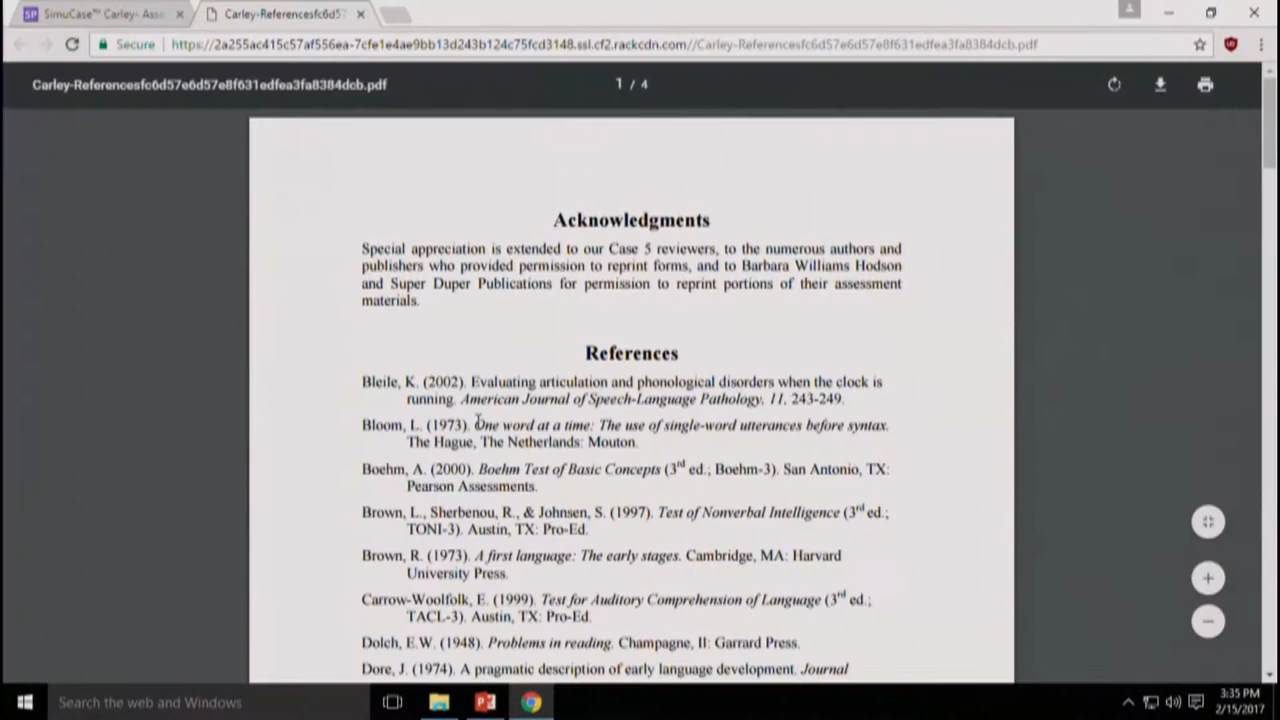 SimuCase™ Carley- Asse
Carley-Referencesfc6d57
Secure
https://2a255ac415c57af556ea-7cfe1e4ae9bb13d243b124c75fcd3148.ssl.cf2.rackcdn.com//Carley-Referencesfc6d57e6d57e8f631edfea3fa8384dcb.pdf
Carley-Referencesfc6d57e6d57e8f631edfea3fa8384dcb.pdf
1 / 4
Acknowledgments
Special appreciation is extended to our Case 5 reviewers, to the numerous authors and
publishers who provided permission to reprint forms, and to Barbara Williams Hodson
and Super Duper Publications for permission to reprint portions of their assessment
materials.
References
Bleile, K. (2002). Evaluating articulation and phonological disorders when the clock is
running. American Journal of Speech-Language Pathology, 11, 243-249.
Bloom, L. (1973). One word at a time: The use of single-word utterances before syntax.
The Hague, The Netherlands: Mouton.
Boehm, A. (2000). Boehm Test of Basic Concepts (3rd ed.; Boehm-3). San Antonio, TX:
Pearson Assessments.
Brown, L., Sherbenou, R., & Johnsen, S. (1997). Test of Nonverbal Intelligence (3rd ed.;
TONI-3). Austin, TX: Pro-Ed.
Brown, R. (1973). A first language: The early stages. Cambridge, MA: Harvard
University Press.
Carrow-Woolfolk, E. (1999). Test for Auditory Comprehension of Language (3rd ed.;
TACL-3). Austin, TX: Pro-Ed.
Dolch, E.W. (1948). Problems in reading. Champagne, Il: Garrard Press.
Dore, J. (1974). A pragmatic description of early language development. Journal
Search the web and Windows
3:35 PM
2/15/2017